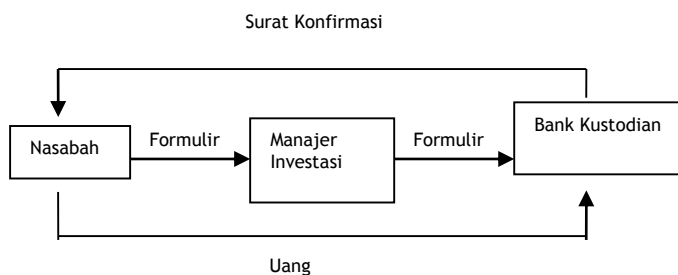 Surat Konfirmasi
Nasabah
Formulir
Manajer
Investasi
Formulir
Bank Kustodian
Uang